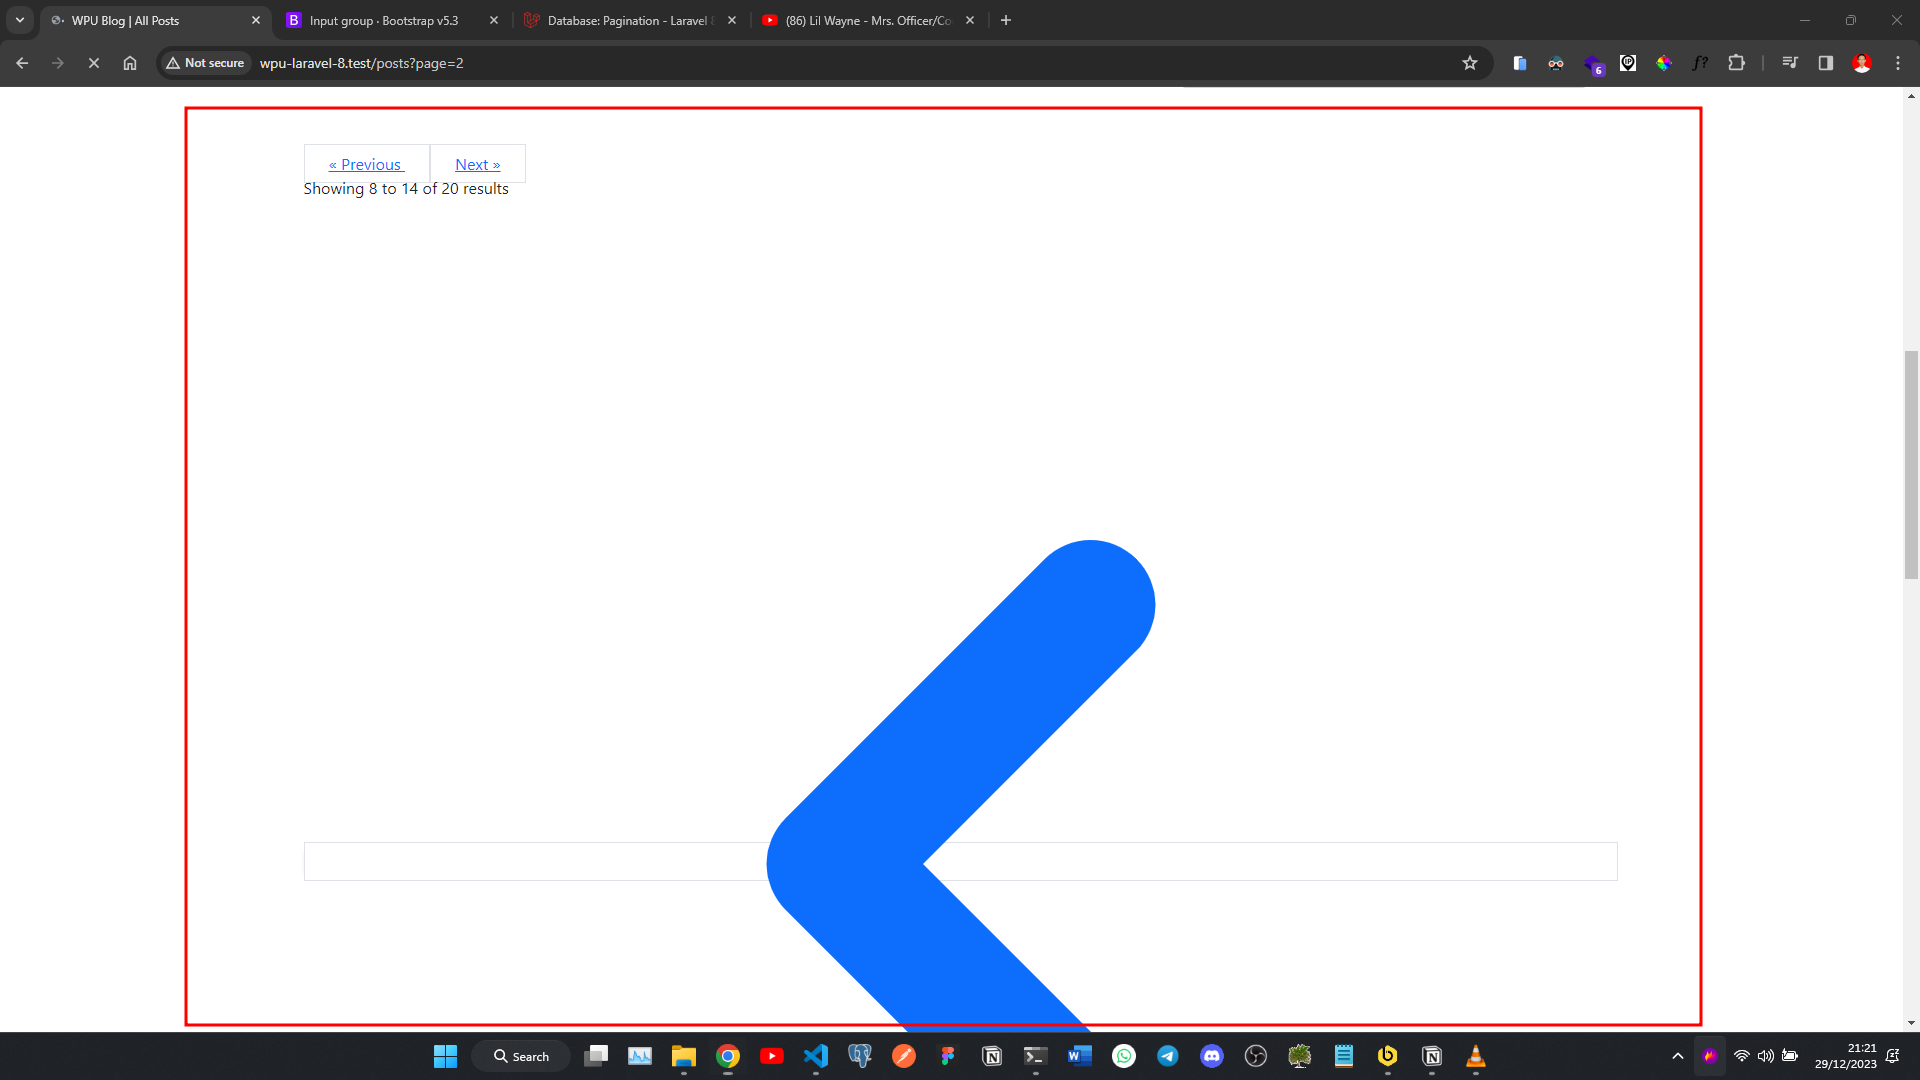 WPU Blog | All Posts
Input group · Bootstrap v5.3
Database: Pagination - Laravel 8
(86) Lil Wayne - Mrs. Officer/Co
Not secure
wpu-laravel-8.test/posts?page=2
f?
6
« Previous
Next »
Showing 8 to 14 of 20 results
Search
21:21
29/12/2023